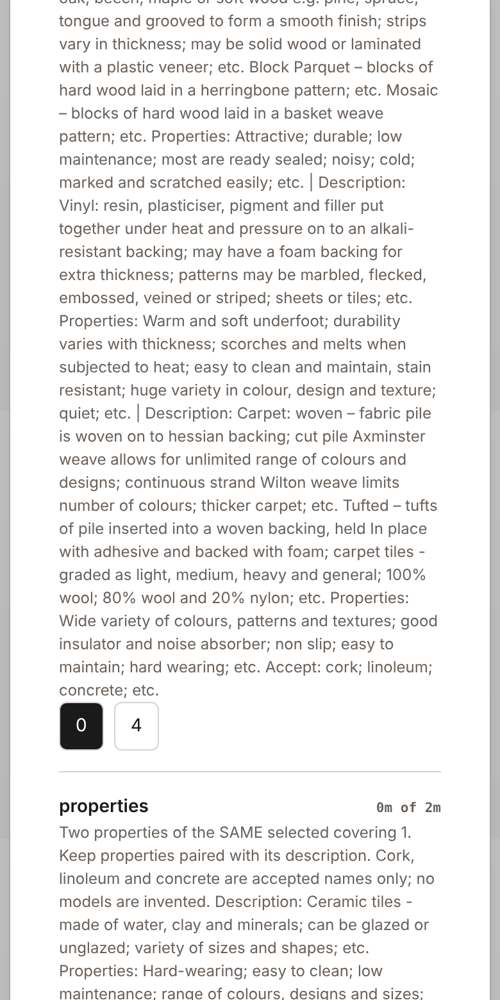 oak, beech, maple or soft wood e.g. pine, spruce,
tongue and grooved to form a smooth finish; strips
vary in thickness; may be solid wood or laminated
with a plastic veneer; etc. Block Parquet – blocks of
hard wood laid in a herringbone pattern; etc. Mosaic
– blocks of hard wood laid in a basket weave
pattern; etc. Properties: Attractive; durable; low
maintenance; most are ready sealed; noisy; cold;
marked and scratched easily; etc. | Description:
Vinyl: resin, plasticiser, pigment and filler put
together under heat and pressure on to an alkali-
resistant backing; may have a foam backing for
extra thickness; patterns may be marbled, flecked,
embossed, veined or striped; sheets or tiles; etc.
Properties: Warm and soft underfoot; durability
varies with thickness; scorches and melts when
subjected to heat; easy to clean and maintain, stain
resistant; huge variety in colour, design and texture;
quiet; etc. | Description: Carpet: woven – fabric pile
is woven on to hessian backing; cut pile Axminster
weave allows for unlimited range of colours and
designs; continuous strand Wilton weave limits
number of colours; thicker carpet; etc. Tufted – tufts
of pile inserted into a woven backing, held In place
with adhesive and backed with foam; carpet tiles -
graded as light, medium, heavy and general; 100%
wool; 80% wool and 20% nylon; etc. Properties:
Wide variety of colours, patterns and textures; good
insulator and noise absorber; non slip; easy to
maintain; hard wearing; etc. Accept: cork; linoleum;
concrete; etc.
0 4
properties 0m of 2m
Two properties of the SAME selected covering 1.
Keep properties paired with its description. Cork,
linoleum and concrete are accepted names only; no
models are invented. Description: Ceramic tiles -
made of water, clay and minerals; can be glazed or
unglazed; variety of sizes and shapes; etc.
Properties: Hard-wearing; easy to clean; low
maintenance; range of colours, designs and sizes;